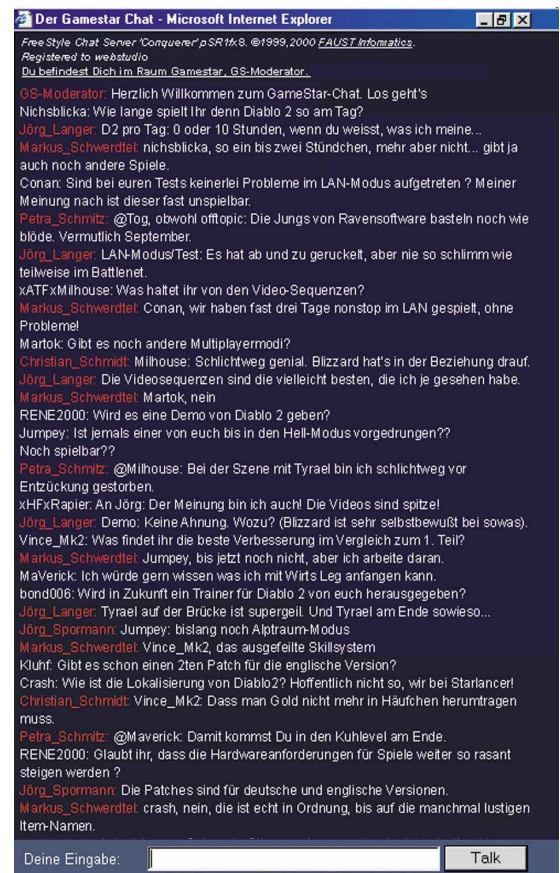 Der Gamestar Chat - Microsoft Internet Explorer
FreeStyle Chat Server 'Conquerer' pSR1fx8. ©1999,2000 FAUST Informatics.
Registered to webstudio
Du befindest Dich im Raum Gamestar, GS-Moderator.
GS-Moderator: Herzlich Willkommen zum GameStar-Chat. Los geht's
Nichsblicka: Wie lange spielt Ihr denn Diablo 2 so am Tag?
Jörg_Langer: D2 pro Tag: 0 oder 10 Stunden, wenn du weisst, was ich meine...
Markus_Schwerdtel: nichsblicka, so ein bis zwei Stündchen, mehr aber nicht... gibt ja
auch noch andere Spiele.
Conan: Sind bei euren Tests keinerlei Probleme im LAN-Modus aufgetreten ? Meiner
Meinung nach ist dieser fast unspielbar.
Petra_Schmitz: @Tog, obwohl offtopic: Die Jungs von Ravensoftware basteln noch wie
blöde. Vermutlich September.
Jörg_Langer: LAN-Modus/Test: Es hat ab und zu geruckelt, aber nie so schlimm wie
teilweise im Battlenet.
xATFxMilhouse: Was haltet ihr von den Video-Sequenzen?
Markus_Schwerdtel: Conan, wir haben fast drei Tage nonstop im LAN gespielt, ohne
Probleme!
Martok: Gibt es noch andere Multiplayermodi?
Christian_Schmidt: Milhouse: Schlichtweg genial. Blizzard hat's in der Beziehung drauf.
Jörg_Langer: Die Videosequenzen sind die vielleicht besten, die ich je gesehen habe.
Markus_Schwerdtel: Martok, nein
RENE2000: Wird es eine Demo von Diablo 2 geben?
Jumpey: Ist jemals einer von euch bis in den Hell-Modus vorgedrungen??
Noch spielbar??
Petra_Schmitz: @Milhouse: Bei der Szene mit Tyrael bin ich schlichtweg vor
Entzückung gestorben.
xHFxRapier: An Jörg: Der Meinung bin ich auch! Die Videos sind spitze!
Jörg_Langer: Demo: Keine Ahnung. Wozu? (Blizzard ist sehr selbstbewußt bei sowas).
Vince_Mk2: Was findet ihr die beste Verbesserung im Vergleich zum 1. Teil?
Markus_Schwerdtel: Jumpey, bis jetzt noch nicht, aber ich arbeite daran.
MaVerick: Ich würde gern wissen was ich mit Wirts Leg anfangen kann.
bond006: Wird in Zukunft ein Trainer für Diablo 2 von euch herausgegeben?
Jörg_Langer: Tyrael auf der Brücke ist supergeil. Und Tyrael am Ende sowieso...
Jörg_Spormann: Jumpey: bislang noch Alptraum-Modus
Markus_Schwerdtel: Vince_Mk2, das ausgefeilte Skillsystem
Kluhf: Gibt es schon einen 2ten Patch für die englische Version?
Crash: Wie ist die Lokalisierung von Diablo2? Hoffentlich nicht so, wir bei Starlancer!
Christian_Schmidt: Vince_Mk2: Dass man Gold nicht mehr in Häufchen herumtragen
muss.
Petra_Schmitz: @Maverick: Damit kommst Du in den Kuhlevel am Ende.
RENE2000: Glaubt ihr, dass die Hardwareanforderungen für Spiele weiter so rasant
steigen werden ?
Jörg_Spormann: Die Patches sind für deutsche und englische Versionen.
Markus_Schwerdtel: crash, nein, die ist echt in Ordnung, bis auf die manchmal lustigen
Item-Namen.
Deine Eingabe:
Talk